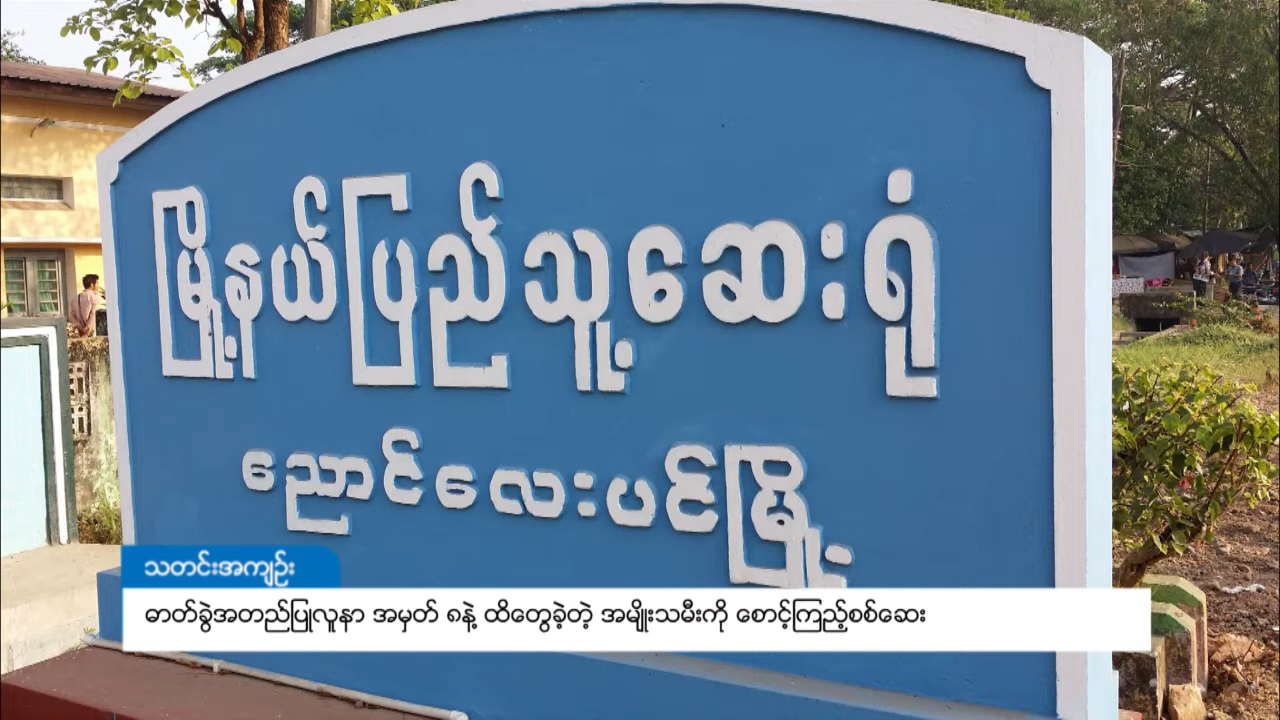 မြို့နယ်ပြည်သူ့ဆေးရုံ
ညောင်လေးပင်မြို့
သတင်းအကျဉ်း
ဓာတ်ခွဲအတည်ပြုလူနာ အမှတ် ၈နဲ့ ထိတွေ့ခဲ့တဲ့ အမျိုးသမီးကို စောင့်ကြည့်စစ်ဆေး